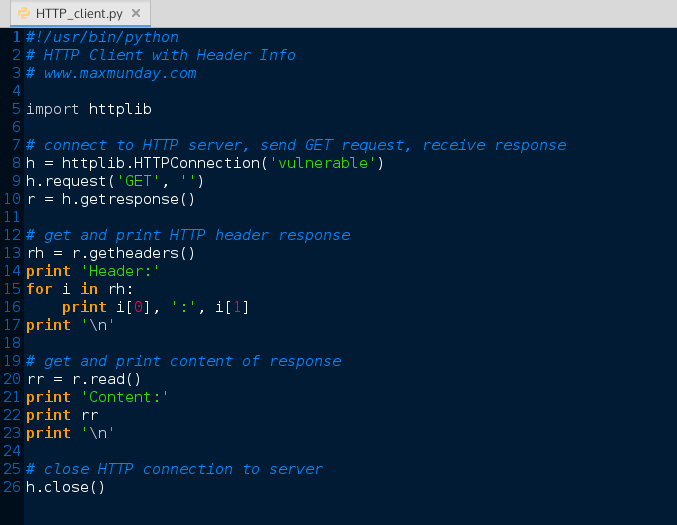 HTTP_client.py
1 #!/usr/bin/python
2 # HTTP Client with Header Info
3 # www.maxmunday.com
4
5 import httplib
6
7 # connect to HTTP server, send GET request, receive response
8 h = httplib.HTTPConnection('vulnerable')
9 h.request('GET', '')
10 r = h.getresponse()
11
12 # get and print HTTP header response
13 rh = r.getheaders()
14 print 'Header:'
15 for i in rh:
16     print i[0], ':', i[1]
17 print '\n'
18
19 # get and print content of response
20 rr = r.read()
21 print 'Content:'
22 print rr
23 print '\n'
24
25 # close HTTP connection to server
26 h.close()